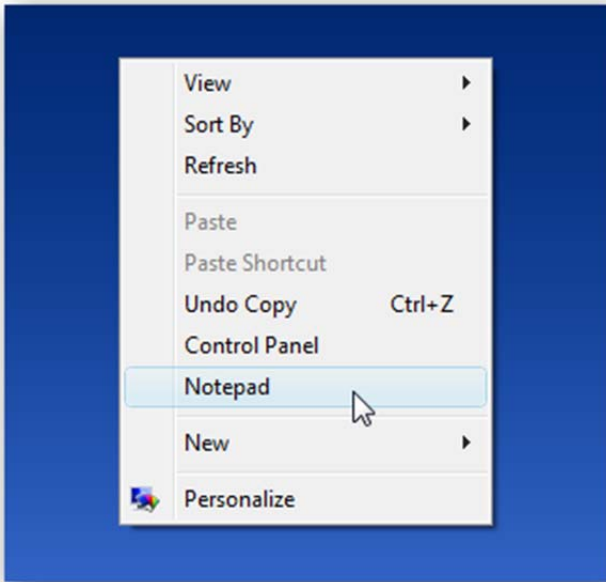 View
Sort By
Refresh
Paste
Paste Shortcut
Undo Copy Ctrl+Z
Control Panel
Notepad
New
Personalize